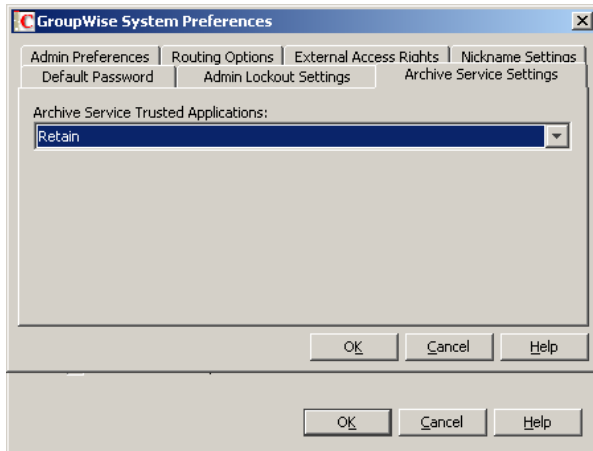 GroupWise System Preferences
Admin Preferences Routing Options External Access Rights Nickname Settings
Default Password Admin Lockout Settings Archive Service Settings
Archive Service Trusted Applications:
Retain
OK Cancel Help
OK Cancel Help